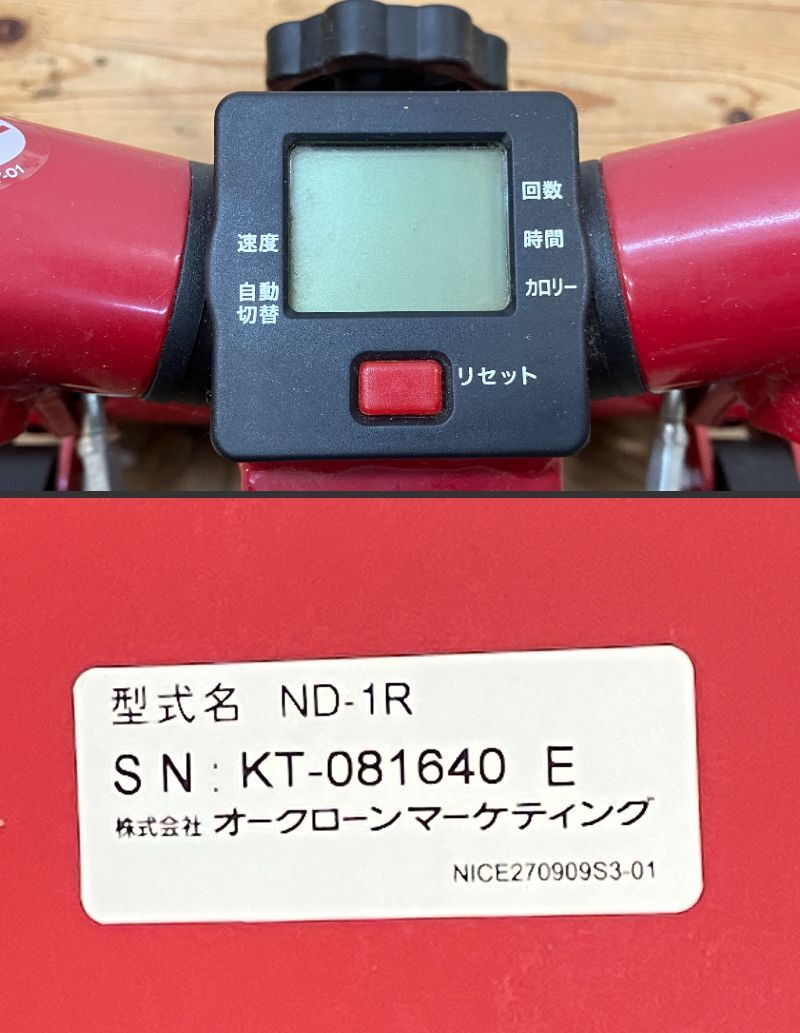 -01
回数
速度
時間
自動
切替
カロリー
リセット
型式名 ND-1R
SN: KT-081640 E
株式会社 オークローンマーケティング
NICE270909S3-01